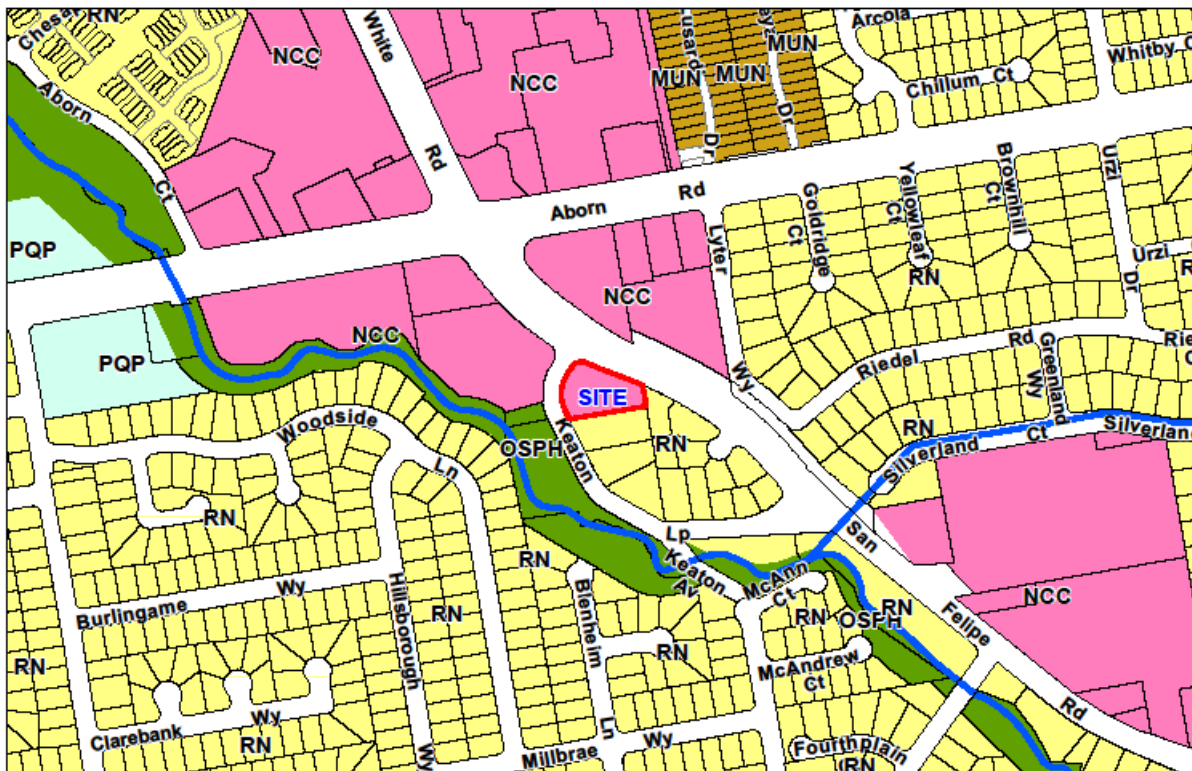 RN
NCC
White
Rd
NCC
MUN
MUN
MUN
Dr
Dr
Arcola
Whitby
Chillum Ct
Aborn
Ct
PQP
Aborn Rd
Lyter
Wy
Goldridge
Ct
Yellowleaf
Ct
Brownhill
Ct
Urzi
Dr
Urzi
RN
NCC
NCC
PQP
SITE
Riedel Rd
Greenland
Wy
Woodside
Ln
OSPH
Keaton
Lp
RN
RN
Silverland Ct
RN
RN
Keaton
Av
McAnn
Ct
San
Felipe
Rd
NCC
Burlingame Wy
Hillsborough
Wy
RN
Blenheim
Ln
RN
RN
OSPH
RN
McAndrew
Ct
RN
Clarebank Wy
RN
Millbrae Wy
Fourthplain
RN